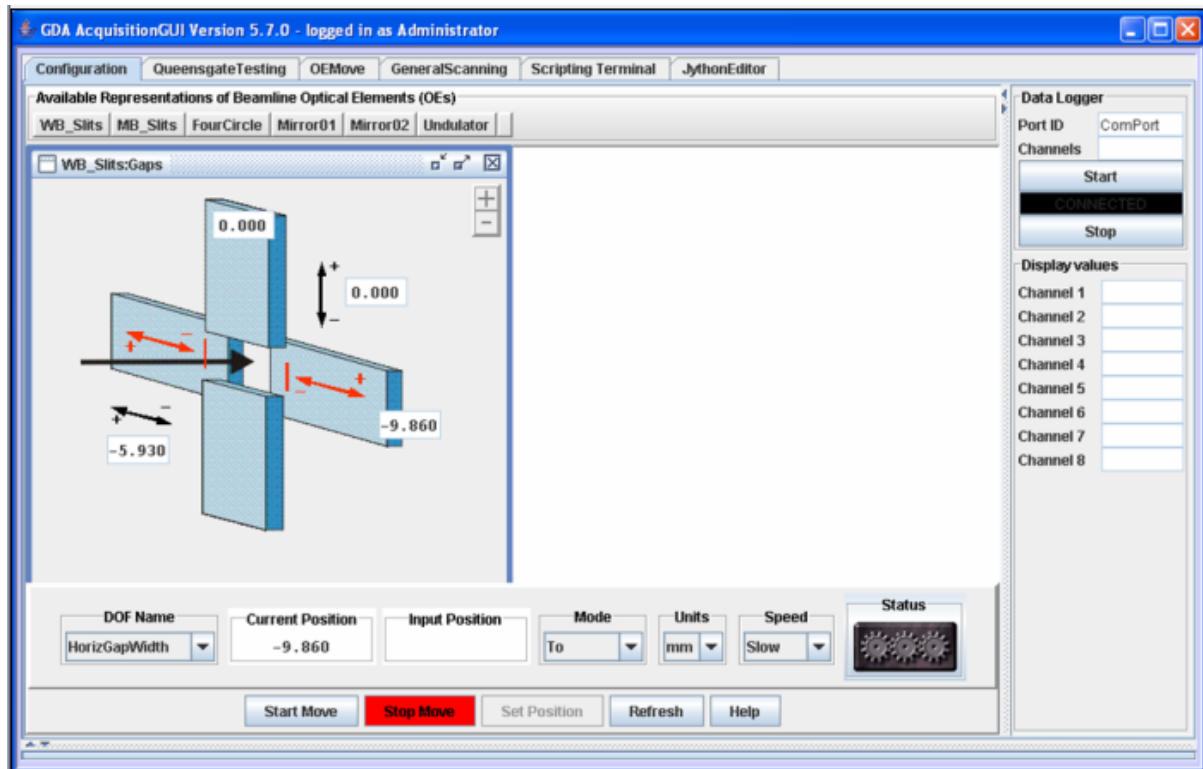 GDA AcquisitionGUI Version 5.7.0 - logged in as Administrator
Configuration QueensgateTesting OEMove GeneralScanning Scripting Terminal JythonEditor
Available Representations of Beamline Optical Elements (OEs)
WB_Slits MB_Slits FourCircle Mirror01 Mirror02 Undulator
WB_Slits:Gaps
+
-
0.000
+
0.000
−
− +
− +
− +
-9.860
-5.930
DOF Name
HorizGapWidth
Current Position
-9.860
Input Position
Mode
To
Units
mm
Speed
Slow
Status
Start Move Stop Move Set Position Refresh Help
Data Logger
Port ID ComPort
Channels
Start
CONNECTED
Stop
Display values
Channel 1
Channel 2
Channel 3
Channel 4
Channel 5
Channel 6
Channel 7
Channel 8